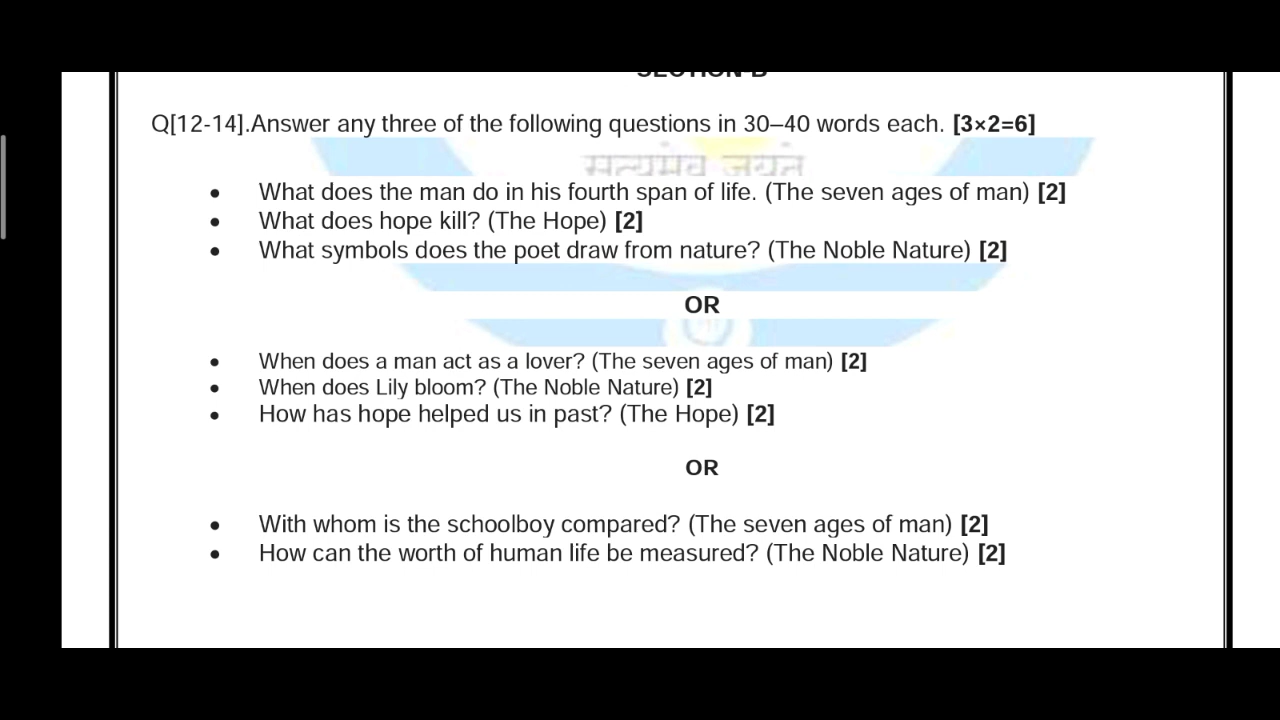 SECTION-B
Q[12-14].Answer any three of the following questions in 30–40 words each. [3×2=6]
सत्यमेव जयते
• What does the man do in his fourth span of life. (The seven ages of man) [2]
• What does hope kill? (The Hope) [2]
• What symbols does the poet draw from nature? (The Noble Nature) [2]
OR
• When does a man act as a lover? (The seven ages of man) [2]
• When does Lily bloom? (The Noble Nature) [2]
• How has hope helped us in past? (The Hope) [2]
OR
• With whom is the schoolboy compared? (The seven ages of man) [2]
• How can the worth of human life be measured? (The Noble Nature) [2]